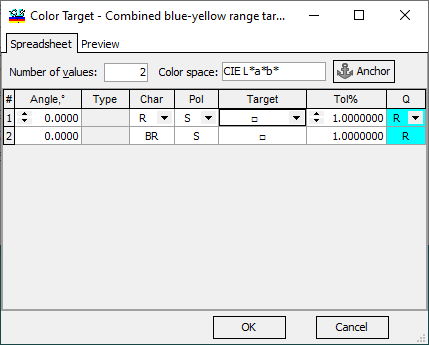 Color Target - Combined blue-yellow range tar...
Spreadsheet Preview
Number of values: 2 Color space: CIE L*a*b* Anchor
# Angle,° Type Char Pol Target Tol% Q
1 0.0000 R S □ 1.0000000 R
2 0.0000 BR S □ 1.0000000 R
OK Cancel